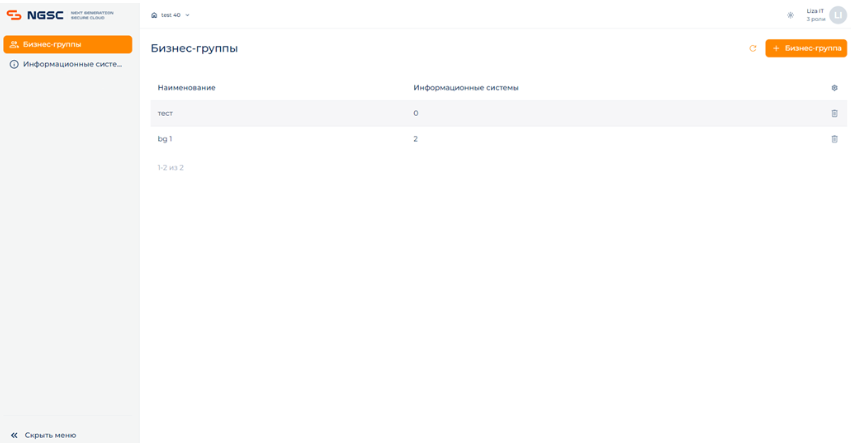 NGSC
NEXT GENERATION
SECURE CLOUD
test 40
Liza IT
3 роли
LI
Бизнес-группы
Информационные систе...
Бизнес-группы
Бизнес-группа
Наименование
Информационные системы
тест
0
bg 1
2
1-2 из 2
Скрыть меню